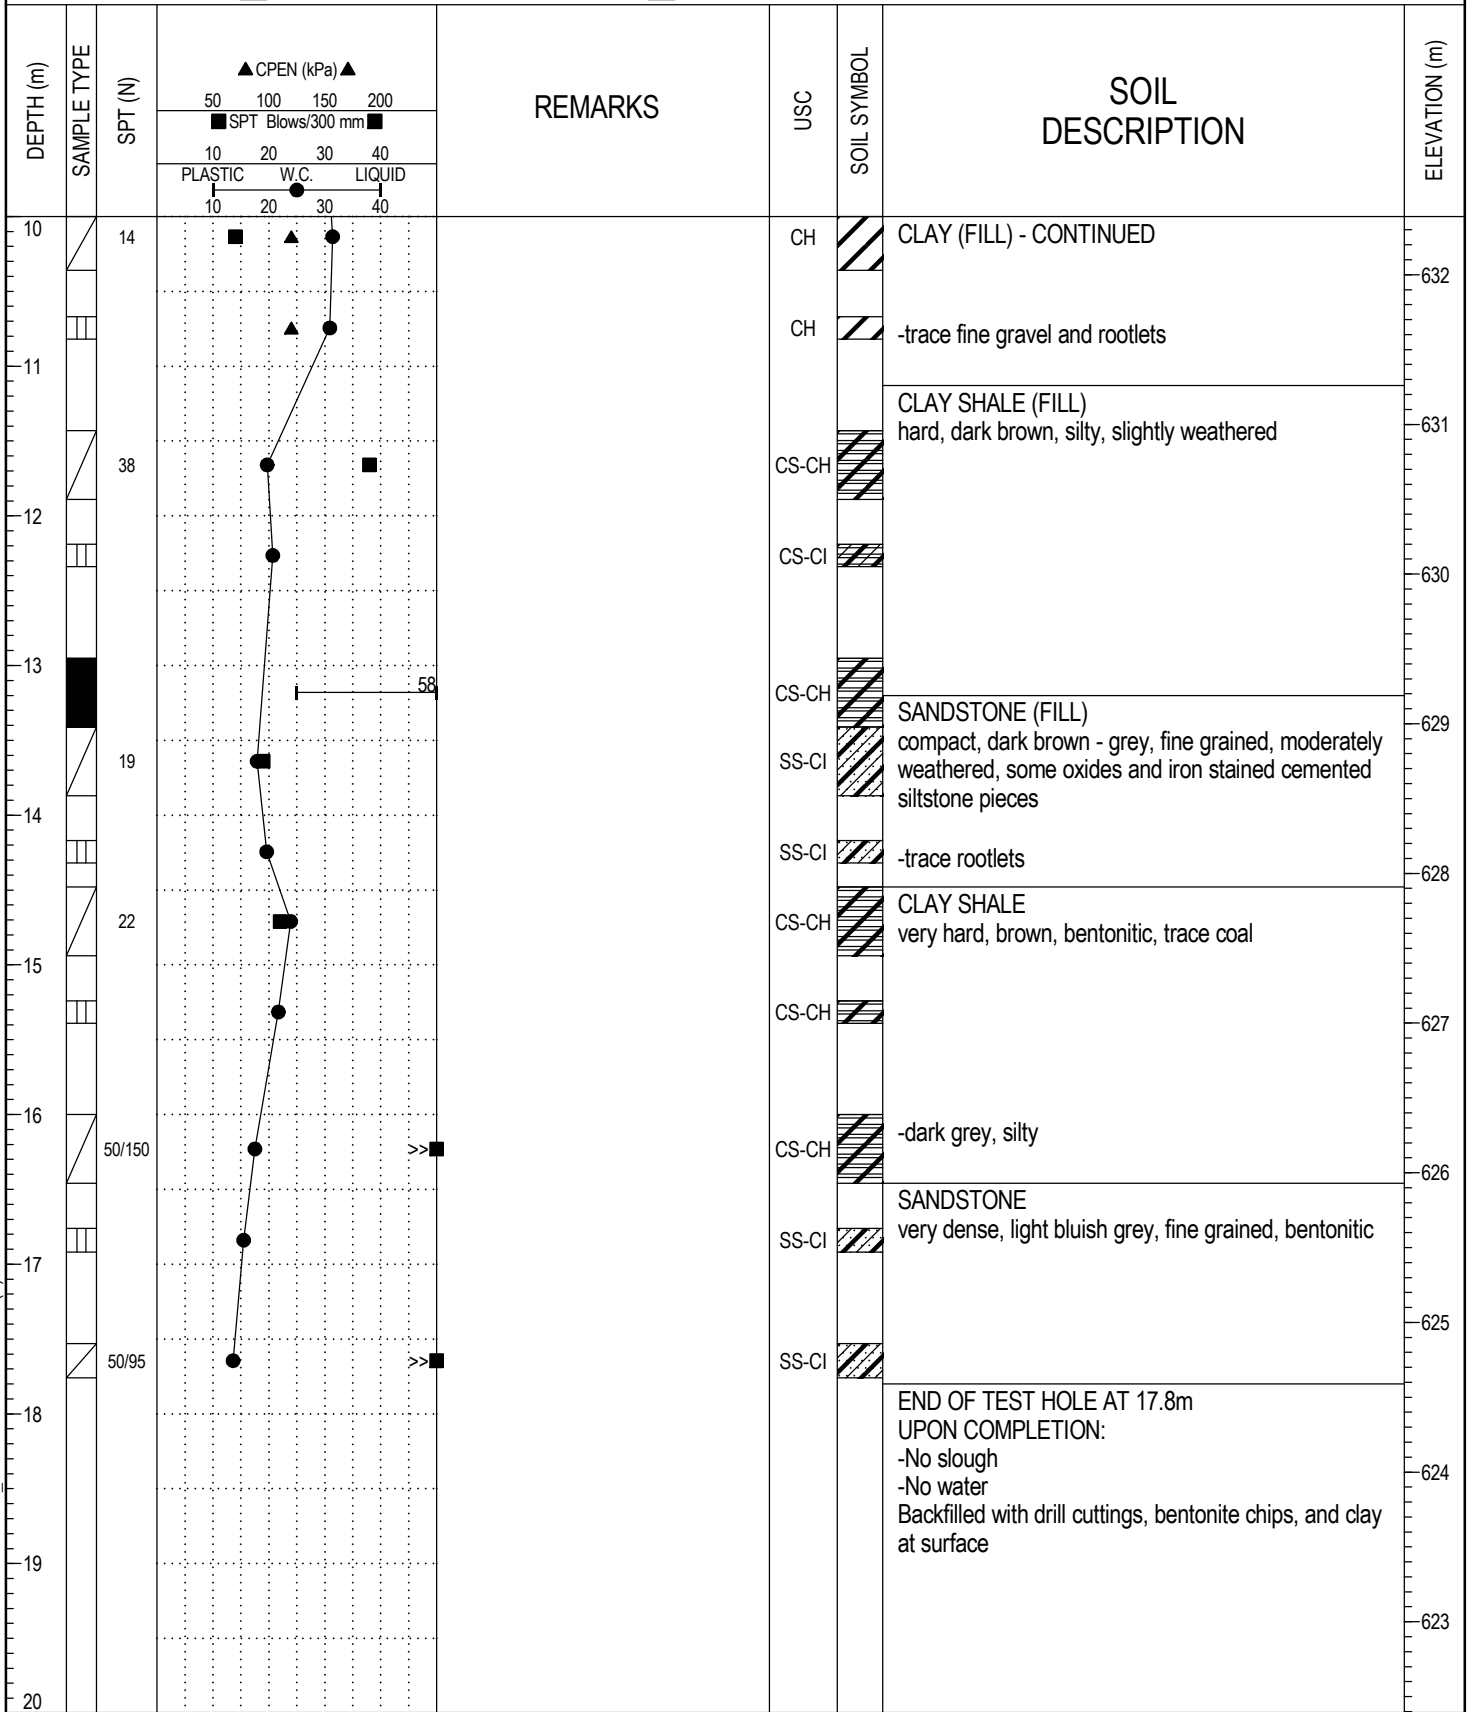 DEPTH (m)
SAMPLE TYPE
SPT (N)
▲ CPEN (kPa) ▲
50 100 150 200
■ SPT Blows/300 mm ■
10 20 30 40
PLASTIC W.C. LIQUID
10 20 30 40
REMARKS
USC
SOIL SYMBOL
SOIL
DESCRIPTION
ELEVATION (m)
10
14
CH
CLAY (FILL) - CONTINUED
632
CH
-trace fine gravel and rootlets
11
CLAY SHALE (FILL)
631
hard, dark brown, silty, slightly weathered
38
CS-CH
12
CS-CI
630
13
58
CS-CH
SANDSTONE (FILL)
629
compact, dark brown - grey, fine grained, moderately
19
SS-CI
weathered, some oxides and iron stained cemented
siltstone pieces
14
SS-CI
-trace rootlets
628
CLAY SHALE
22
CS-CH
very hard, brown, bentonitic, trace coal
15
CS-CH
627
16
-dark grey, silty
50/150
>>
CS-CH
626
SANDSTONE
very dense, light bluish grey, fine grained, bentonitic
SS-CI
17
625
50/95
>>
SS-CI
END OF TEST HOLE AT 17.8m
18
UPON COMPLETION:
-No slough
624
-No water
Backfilled with drill cuttings, bentonite chips, and clay
at surface
19
623
20